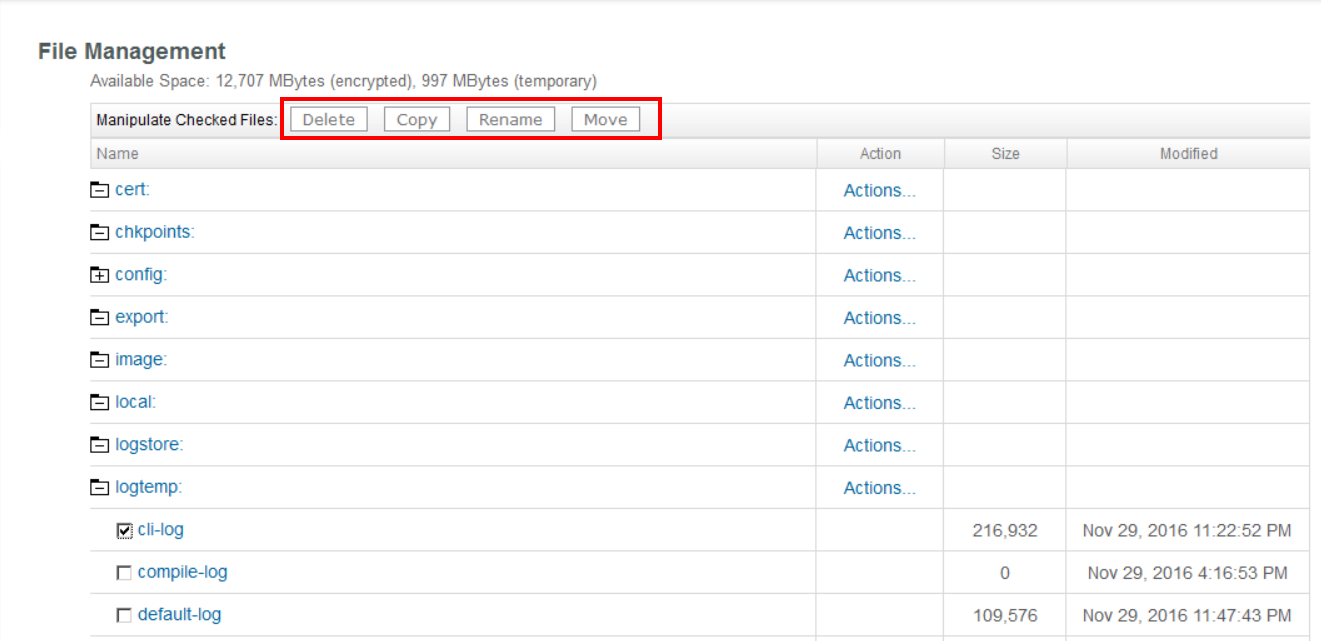 File Management
Available Space: 12,707 MBytes (encrypted), 997 MBytes (temporary)
Manipulate Checked Files: Delete Copy Rename Move
Name Action Size Modified
cert: Actions...
chkpoints: Actions...
config: Actions...
export: Actions...
image: Actions...
local: Actions...
logstore: Actions...
logtemp: Actions...
cli-log 216,932 Nov 29, 2016 11:22:52 PM
compile-log 0 Nov 29, 2016 4:16:53 PM
default-log 109,576 Nov 29, 2016 11:47:43 PM